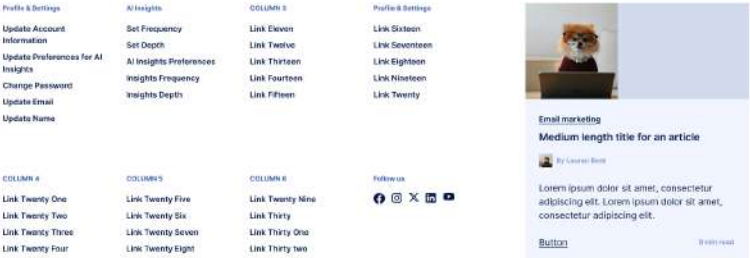 Profile & Settings
Update Account
Information
Update Preferences for AI
Insights
Change Password
Update Email
Update Name
AI Insights
Set Frequency
Set Depth
AI Insights Preferences
Insights Frequency
Insights Depth
COLUMN 3
Link Eleven
Link Twelve
Link Thirteen
Link Fourteen
Link Fifteen
Profile & Settings
Link Sixteen
Link Seventeen
Link Eighteen
Link Nineteen
Link Twenty
COLUMN 4
Link Twenty One
Link Twenty Two
Link Twenty Three
Link Twenty Four
COLUMN 5
Link Twenty Five
Link Twenty Six
Link Twenty Seven
Link Twenty Eight
COLUMN 6
Link Twenty Nine
Link Thirty
Link Thirty One
Link Thirty two
Follow us
Email marketing
Medium length title for an article
By Lauren
Lorem ipsum dolor sit amet, consectetur
adipiscing elit. Lorem ipsum dolor sit amet,
consectetur adipiscing elit.
Button
min read